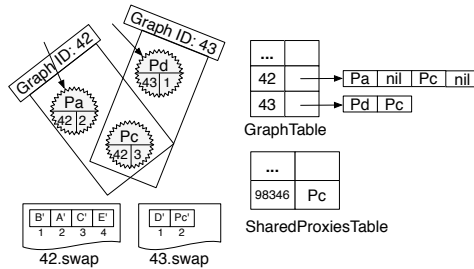 Graph ID: 42
Graph ID: 43
Pa
42 2
Pd
43 1
Pc
42 3
...
42
43
Pa nil Pc nil
Pd Pc
GraphTable
...
98346 Pc
SharedProxiesTable
B' A' C' E'
1 2 3 4
42.swap
D' Pc'
1 2
43.swap